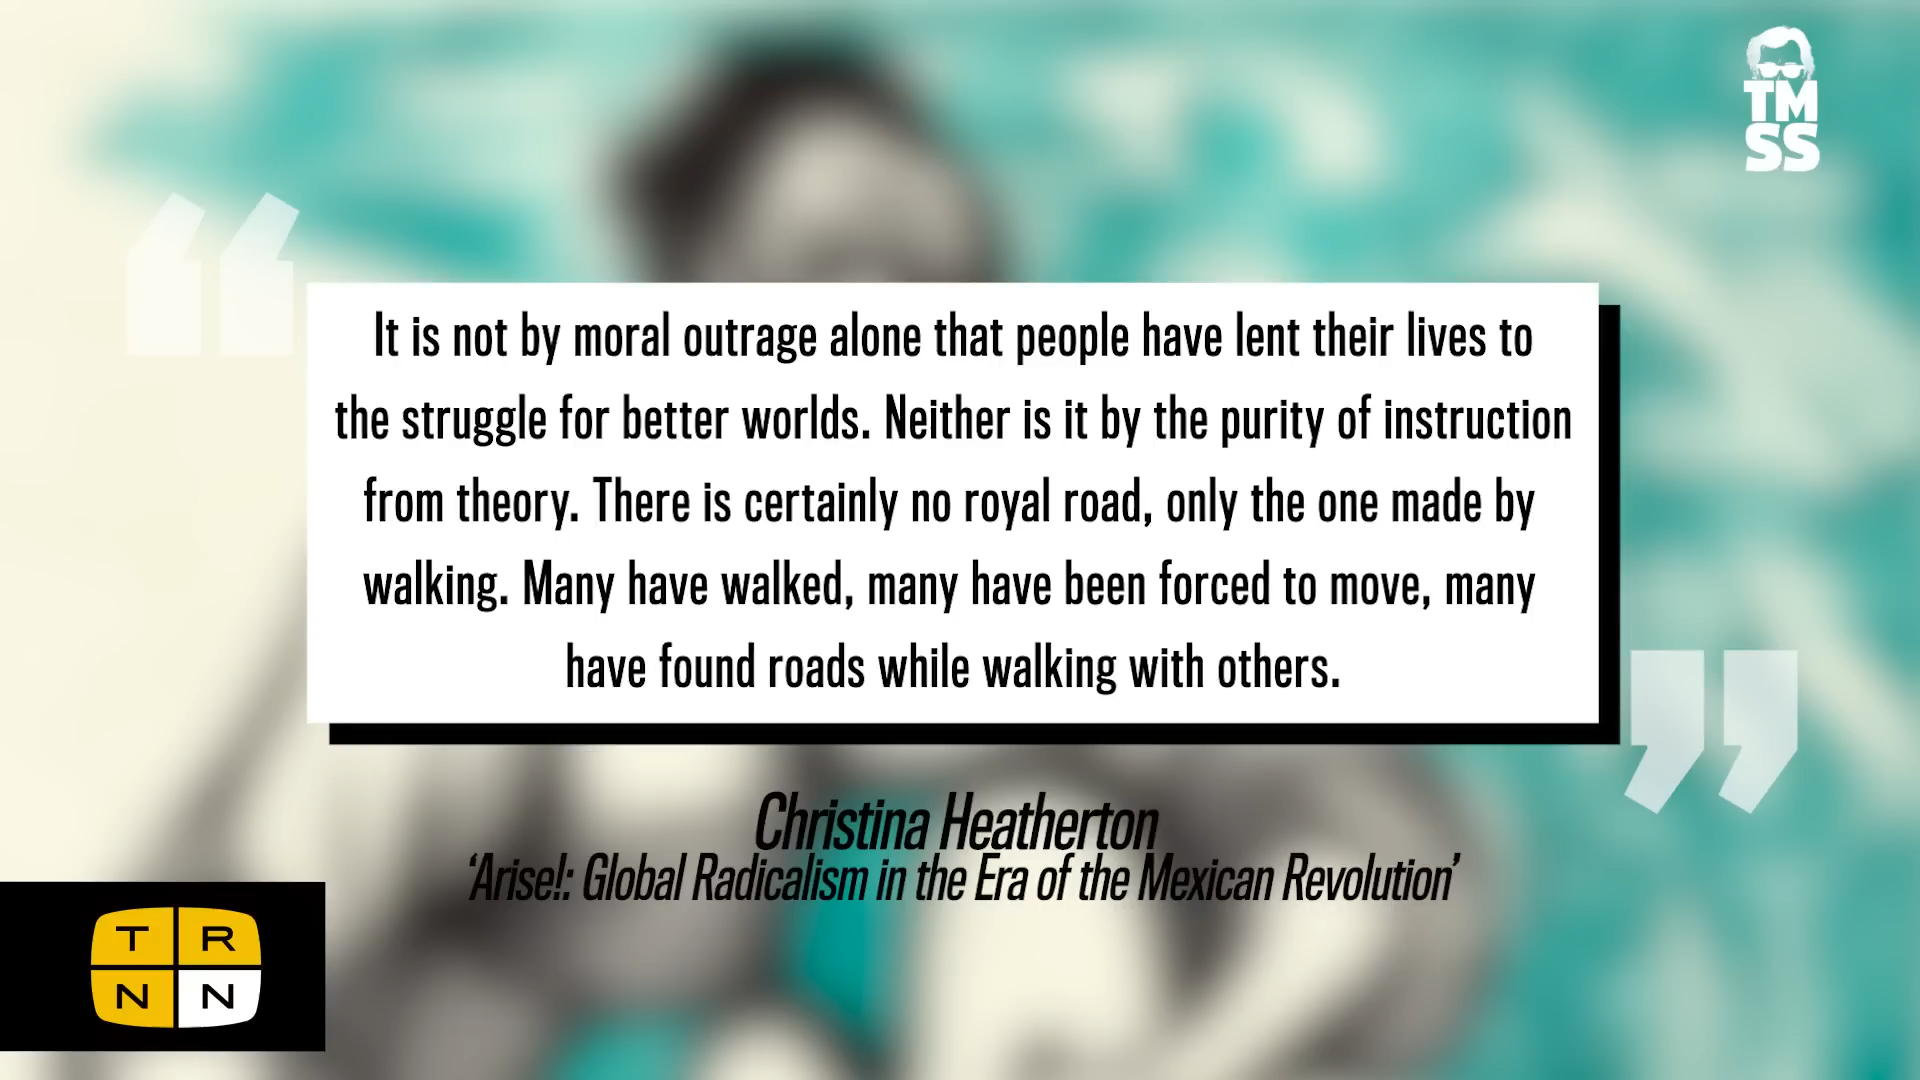 TM
SS
It is not by moral outrage alone that people have lent their lives to
the struggle for better worlds. Neither is it by the purity of instruction
from theory. There is certainly no royal road, only the one made by
walking. Many have walked, many have been forced to move, many
have found roads while walking with others.
Christina Heatherton
‘Arise!: Global Radicalism in the Era of the Mexican Revolution’
T R
N N